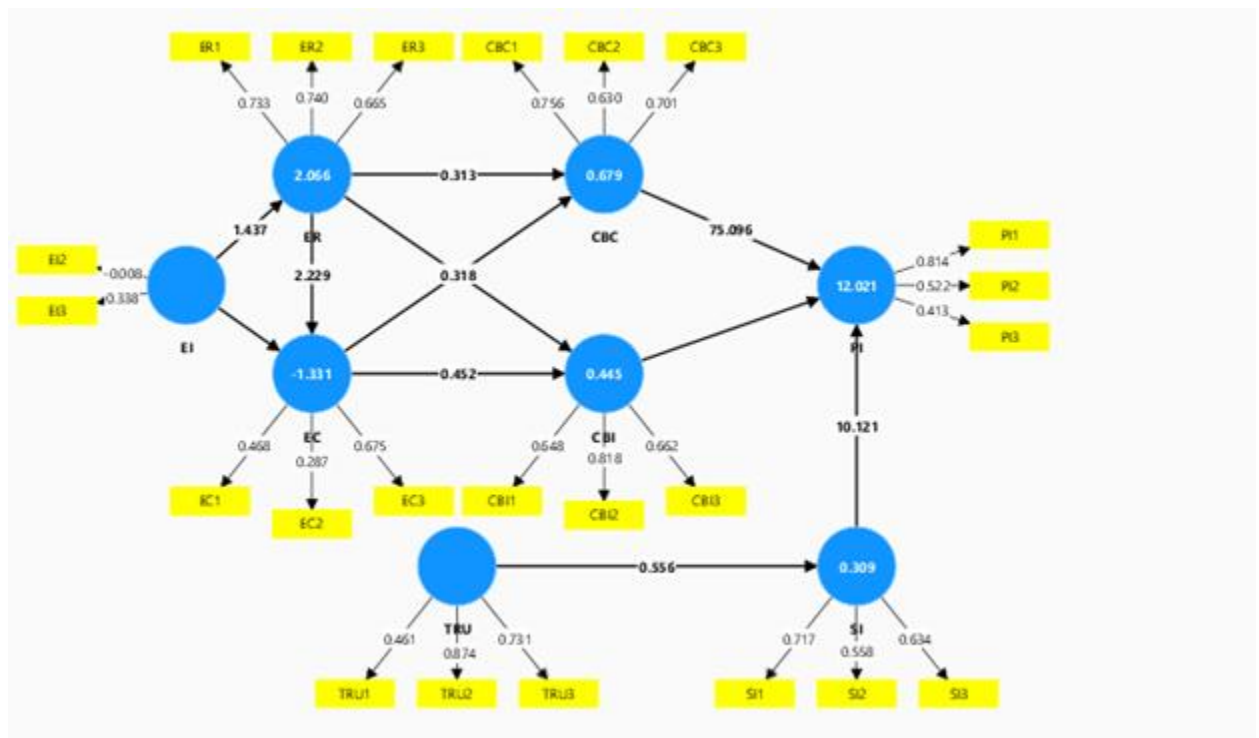 ER1 ER2 ER3 CBC1 CBC2 CBC3
0.733 0.740 0.665 0.756 0.630 0.701
2.066 0.313 0.679
1.437 ER CBC 75.096
EI2 -0.008 2.229 0.318 12.021 0.814 PI1
EI3 0.338 0.522 PI2
EI PI 0.413 PI3
-1.331 0.452 0.445
EC CBI 10.121
0.468 0.287 0.675 0.648 0.818 0.662
EC1 EC2 EC3 CBI1 CBI2 CBI3
0.556 0.309
TRU SI
0.461 0.874 0.731 0.717 0.558 0.634
TRU1 TRU2 TRU3 SI1 SI2 SI3